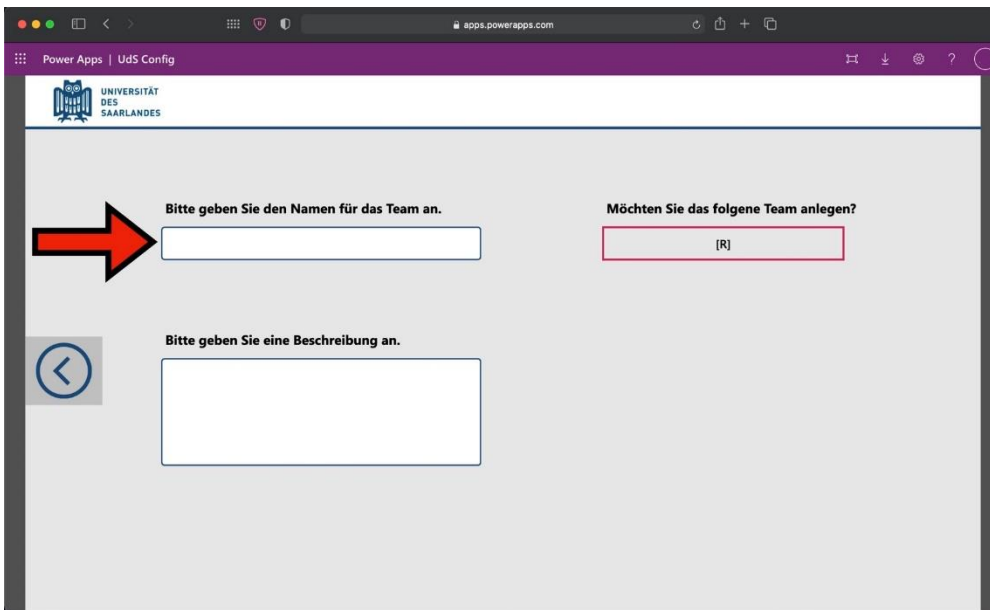 apps.powerapps.com
Power Apps | UdS Config
?
UNIVERSITÄT
DES
SAARLANDES
Bitte geben Sie den Namen für das Team an.
Möchten Sie das folgene Team anlegen?
[R]
Bitte geben Sie eine Beschreibung an.